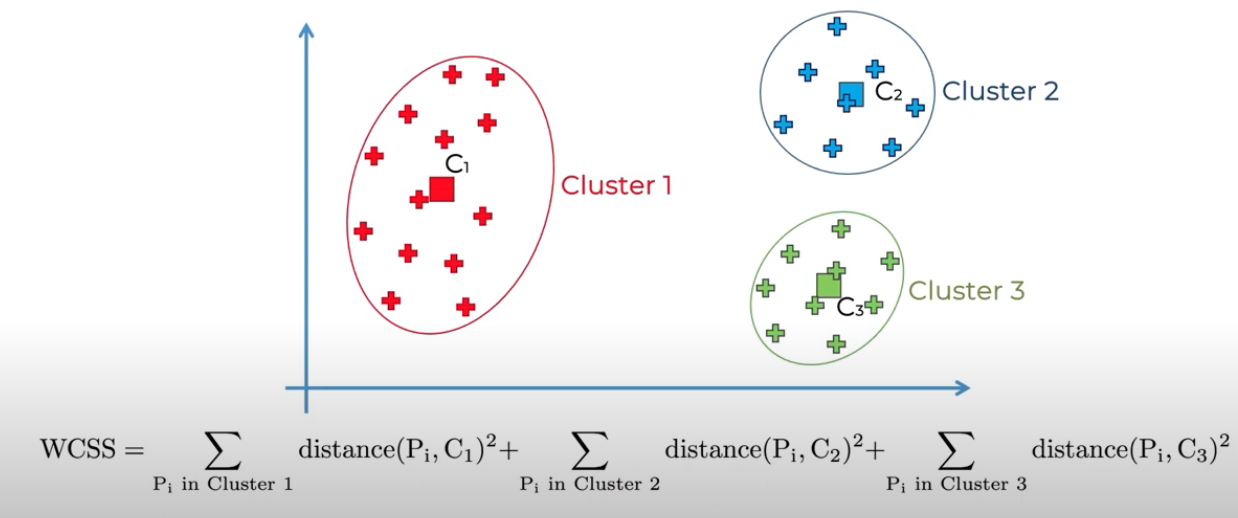 C₂ Cluster 2
C₁
Cluster 1
Cluster 3
C₃
WCSS = ∑ distance(Pᵢ, C₁)² + ∑ distance(Pᵢ, C₂)² + ∑ distance(Pᵢ, C₃)²
Pᵢ in Cluster 1 Pᵢ in Cluster 2 Pᵢ in Cluster 3